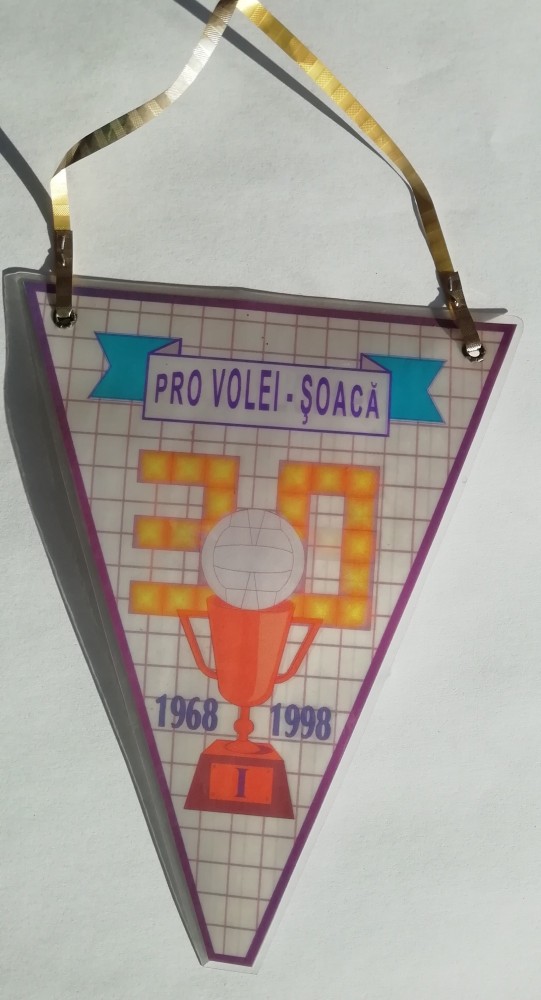 PRO VOLEI - ŞOACĂ
30
1968 1998
I